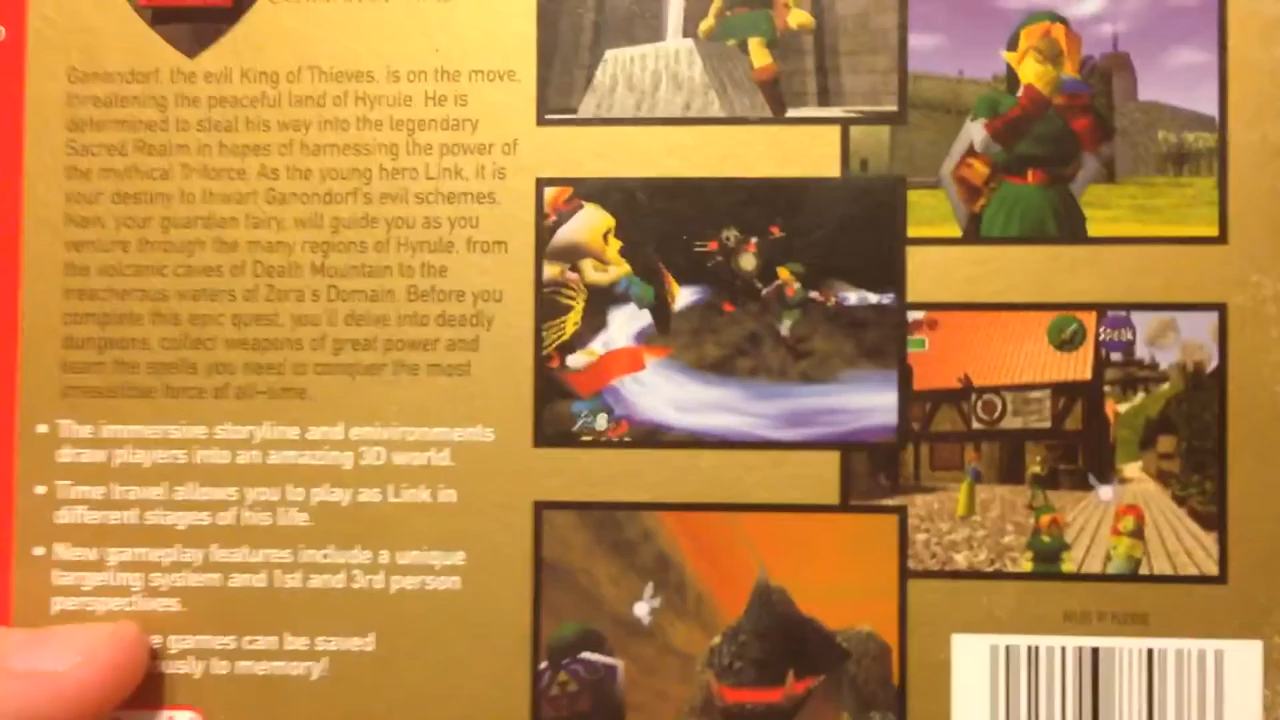 Ganondorf, the evil King of Thieves, is on the move,
threatening the peaceful land of Hyrule. He is
determined to steal his way into the legendary
Sacred Realm in hopes of harnessing the power of
the mythical Triforce. As the young hero Link, it is
your destiny to thwart Ganondorf's evil schemes.
Navi, your guardian fairy, will guide you as you
venture through the many regions of Hyrule, from
the volcanic caves of Death Mountain to the
treacherous waters of Zora's Domain. Before you
complete this epic quest, you'll delve into deadly
dungeons, collect weapons of great power and
learn the spells you need to conquer the most
irresistible force of all–time.
• The immersive storyline and enivironments
draw players into an amazing 3D world.
• Time travel allows you to play as Link in
different stages of his life.
• New gameplay features include a unique
targeting system and 1st and 3rd person
perspectives.
e games can be saved
usly to memory!
Speak